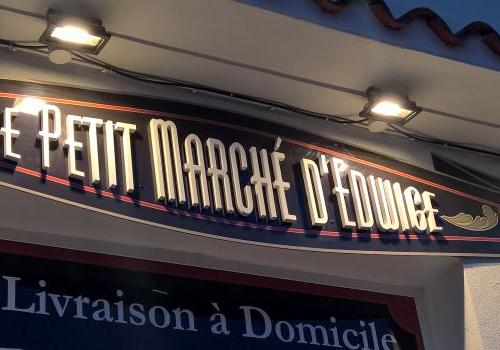 E PETIT MARCHÉ D'EDWIGE
Livraison à Domicile